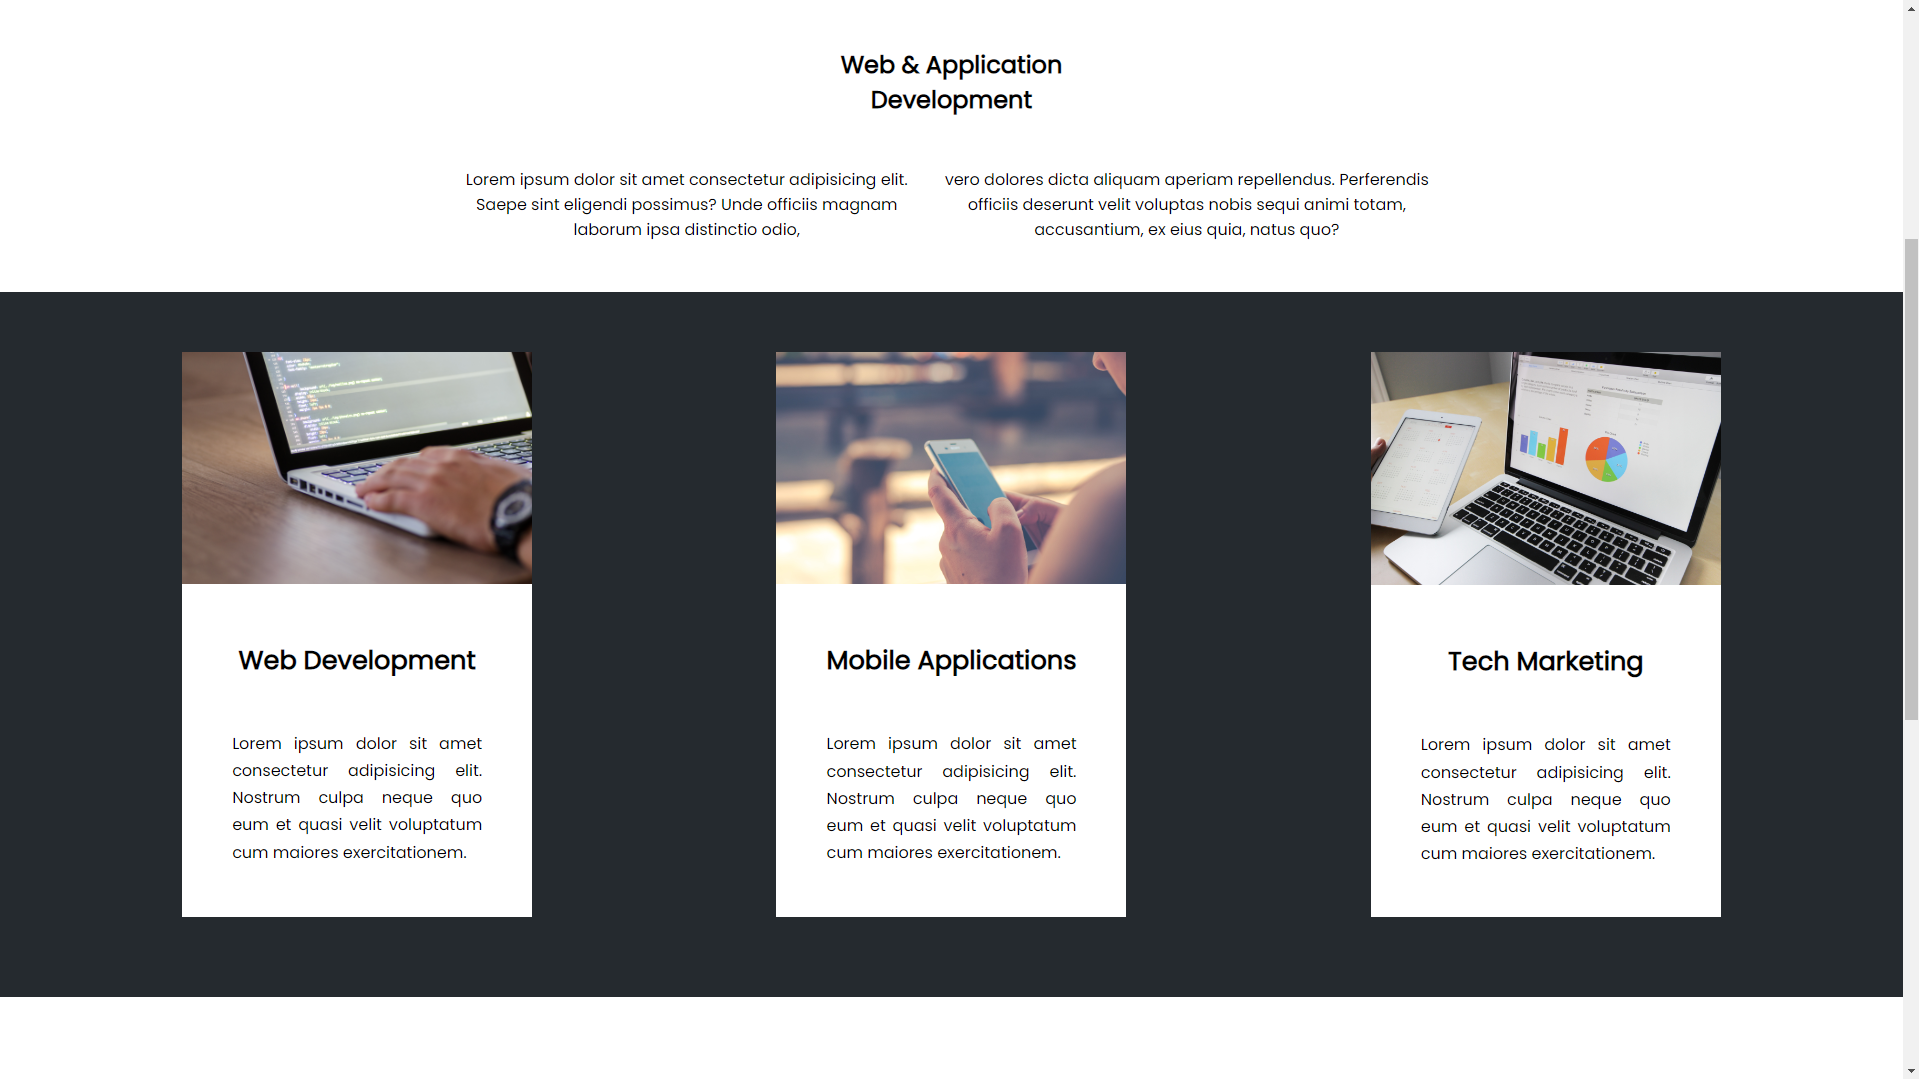 Web & Application
Development
Lorem ipsum dolor sit amet consectetur adipisicing elit.
Saepe sint eligendi possimus? Unde officiis magnam
laborum ipsa distinctio odio,
vero dolores dicta aliquam aperiam repellendus. Perferendis
officiis deserunt velit voluptas nobis sequi animi totam,
accusantium, ex eius quia, natus quo?
Web Development
Lorem ipsum dolor sit amet
consectetur adipisicing elit.
Nostrum culpa neque quo
eum et quasi velit voluptatum
cum maiores exercitationem.
Mobile Applications
Lorem ipsum dolor sit amet
consectetur adipisicing elit.
Nostrum culpa neque quo
eum et quasi velit voluptatum
cum maiores exercitationem.
Tech Marketing
Lorem ipsum dolor sit amet
consectetur adipisicing elit.
Nostrum culpa neque quo
eum et quasi velit voluptatum
cum maiores exercitationem.